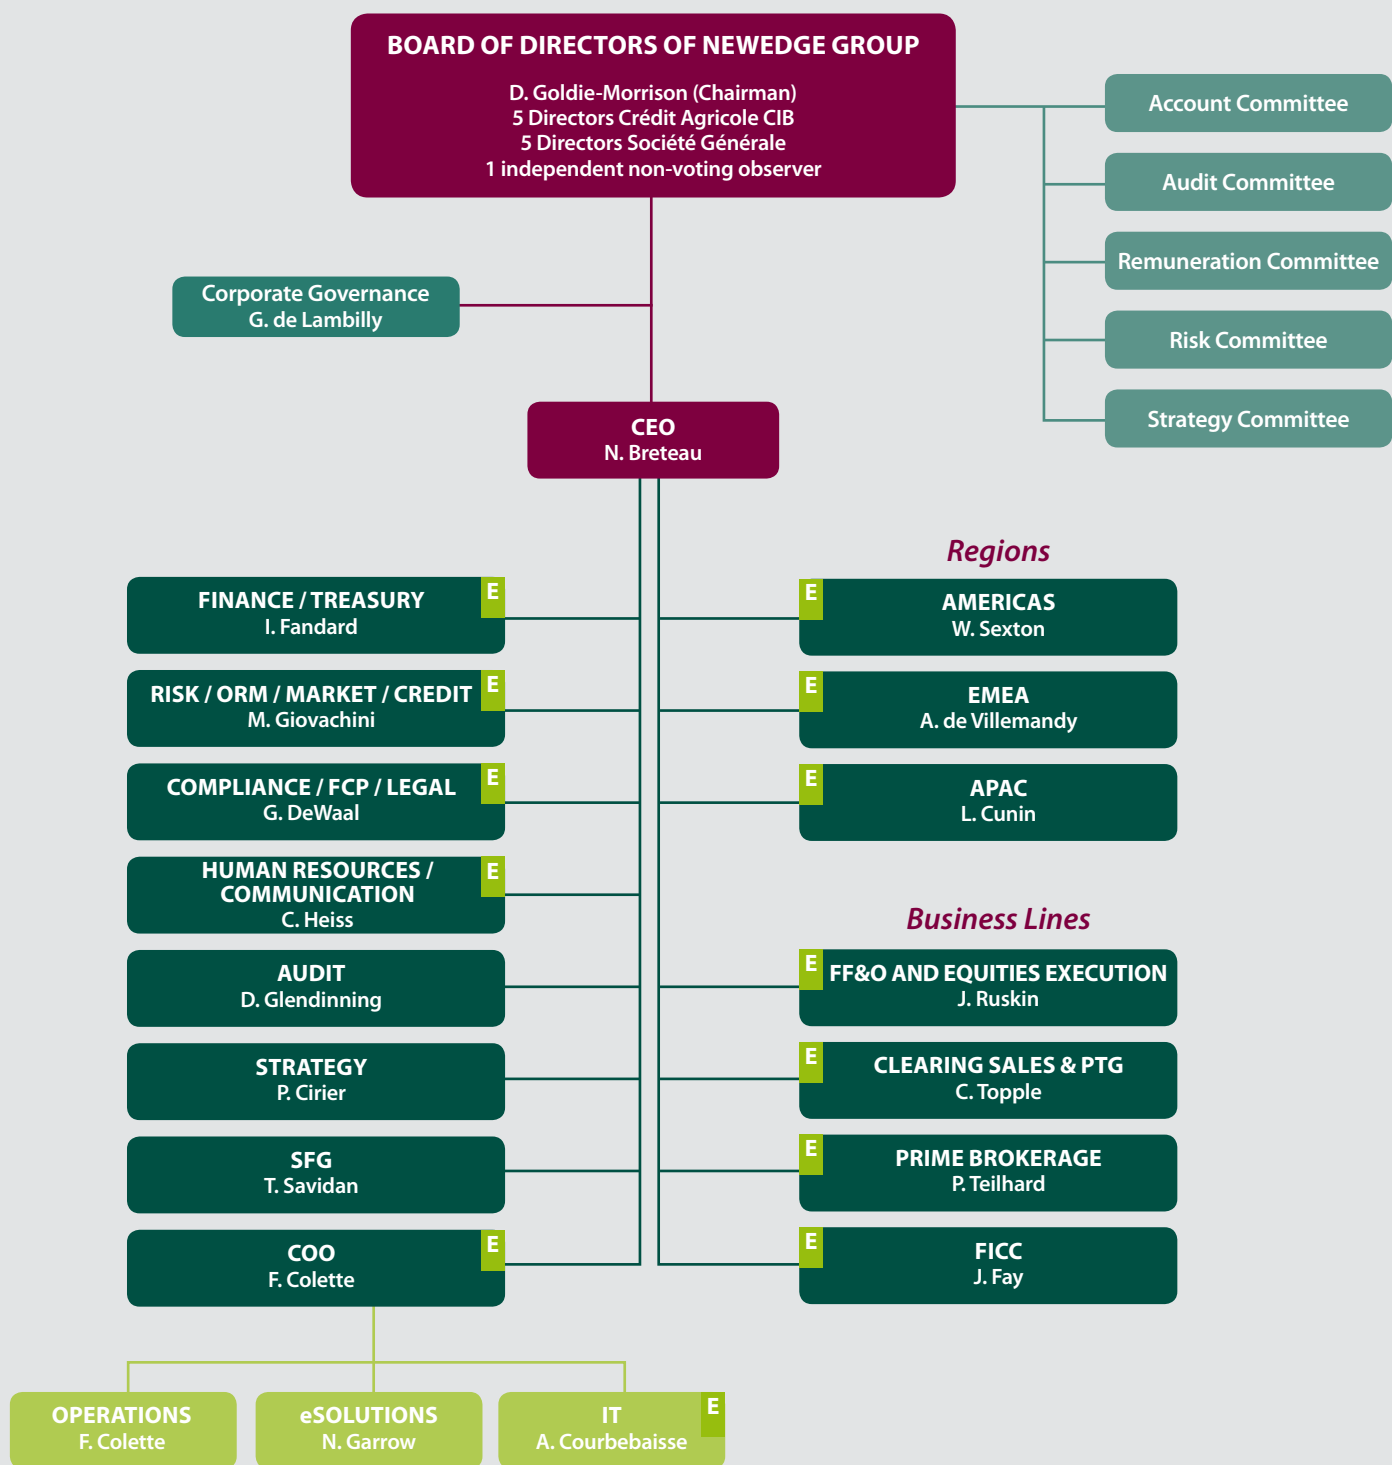 BOARD OF DIRECTORS OF NEWEDGE GROUP
D. Goldie-Morrison (Chairman)
5 Directors Crédit Agricole CIB
5 Directors Société Générale
1 independent non-voting observer
Account Committee
Audit Committee
Remuneration Committee
Risk Committee
Strategy Committee
Corporate Governance
G. de Lambilly
CEO
N. Breteau
FINANCE / TREASURY
I. Fandard
E
RISK / ORM / MARKET / CREDIT
M. Giovachini
E
COMPLIANCE / FCP / LEGAL
G. DeWaal
E
HUMAN RESOURCES /
COMMUNICATION
C. Heiss
E
AUDIT
D. Glendinning
STRATEGY
P. Cirier
SFG
T. Savidan
COO
F. Colette
E
Regions
E
AMERICAS
W. Sexton
E
EMEA
A. de Villemandy
E
APAC
L. Cunin
Business Lines
E
FF&O AND EQUITIES EXECUTION
J. Ruskin
E
CLEARING SALES & PTG
C. Topple
E
PRIME BROKERAGE
P. Teilhard
E
FICC
J. Fay
OPERATIONS
F. Colette
eSOLUTIONS
N. Garrow
IT
A. Courbebaisse
E